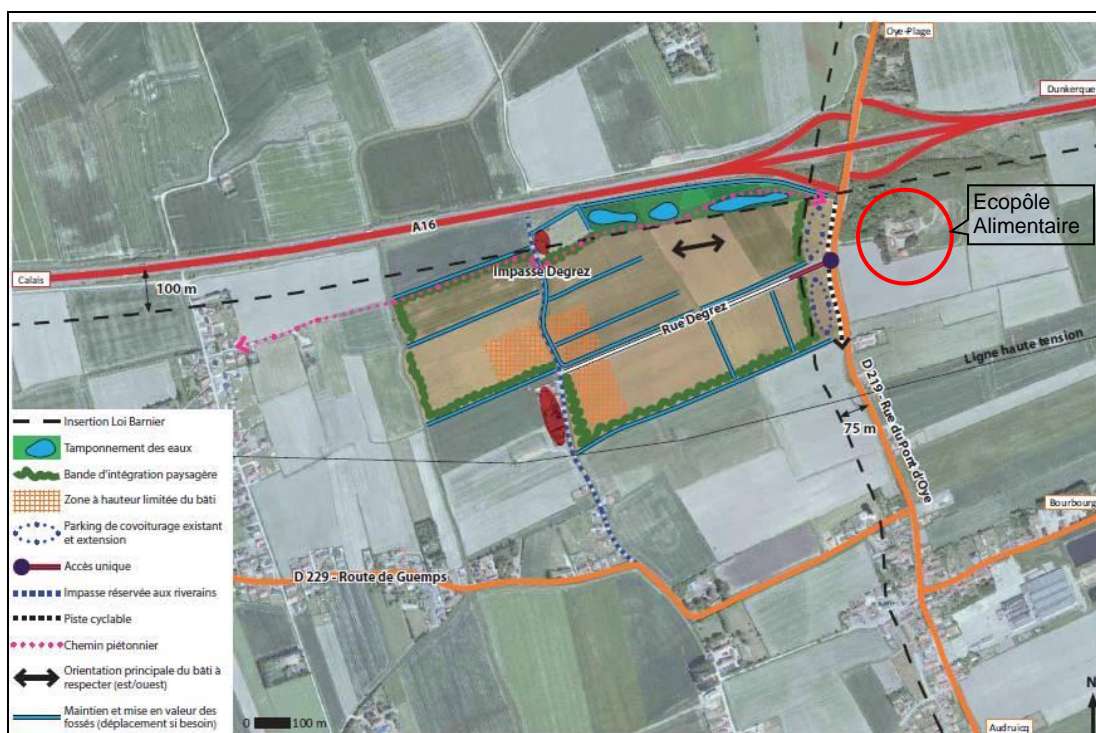 Oye-Plage
Dunkerque
Ecopôle
Alimentaire
A16
Calais
100 m
Impasse Degrez
Rue Degrez
Ligne haute tension
D 219 - Rue du Pont d'Oye
75 m
Bourbourg
D 229 - Route de Guemps
Insertion Loi Barnier
Tamponnement des eaux
Bande d'intégration paysagère
Zone à hauteur limitée du bâti
Parking de covoiturage existant
et extension
Accès unique
Impasse réservée aux riverains
Piste cyclable
Chemin piétonnier
Orientation principale du bâti à
respecter (est/ouest)
Maintien et mise en valeur des
fossés (déplacement si besoin)
0 100 m
N
Audruicq